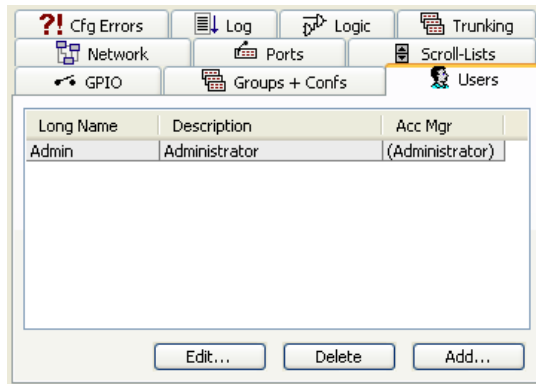 ?! Cfg Errors Log Logic Trunking
Network Ports Scroll-Lists
GPIO Groups + Confs Users
Long Name Description Acc Mgr
Admin Administrator (Administrator)
Edit... Delete Add...